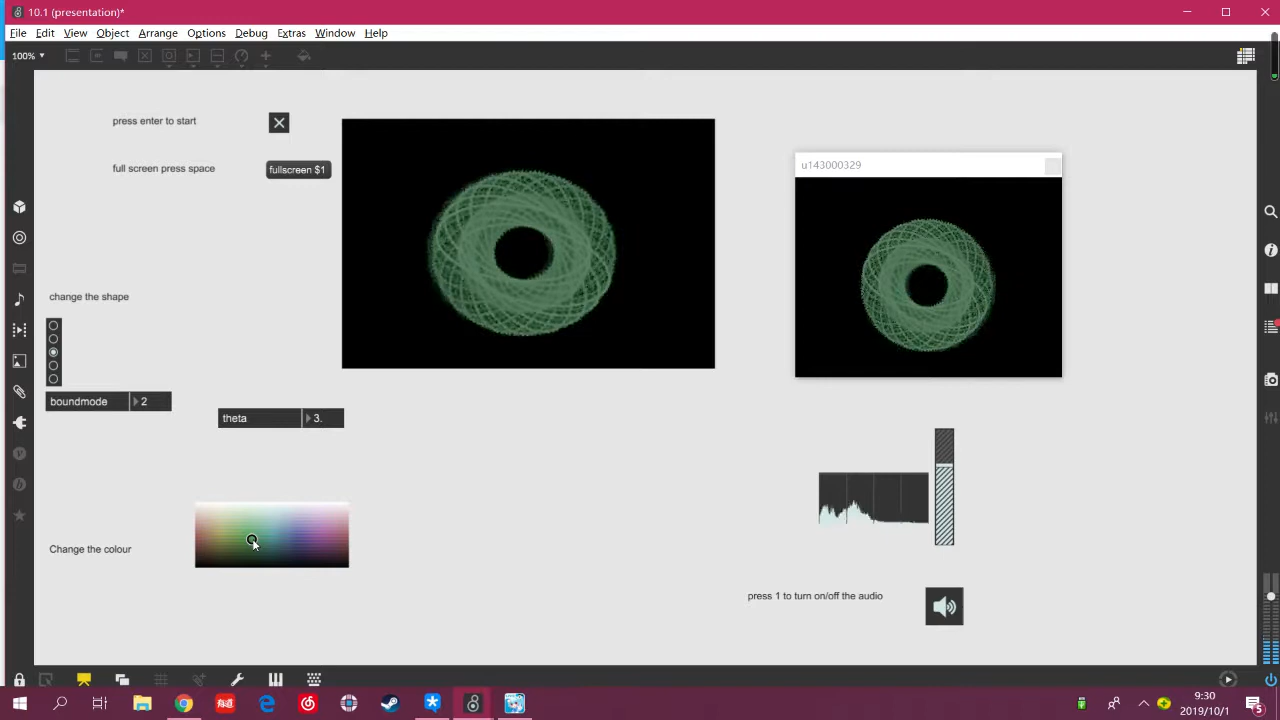 10.1 (presentation)*
File Edit View Object Arrange Options Debug Extras Window Help
100%
press enter to start
full screen press space
fullscreen $1
u143000329
change the shape
boundmode 2
theta 3.
Change the colour
press 1 to turn on/off the audio
9:30
2019/10/1
5